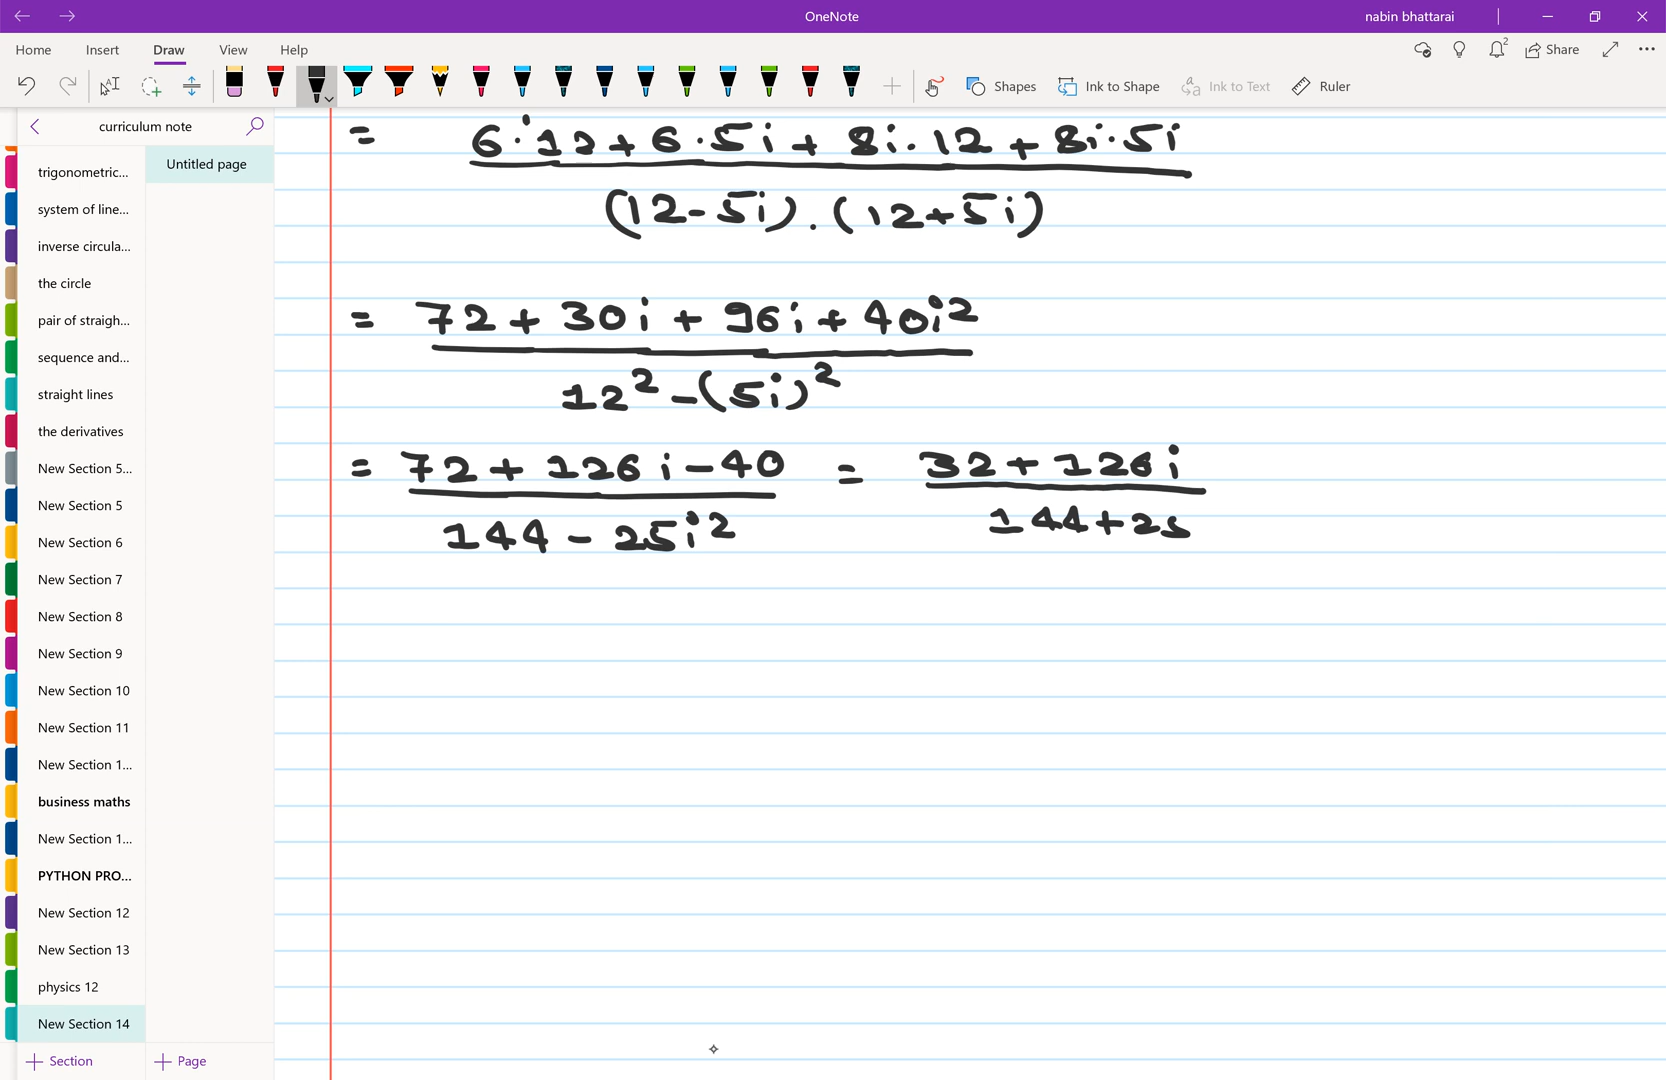 OneNote
nabin bhattarai
Home Insert Draw View Help
2 Share
Shapes Ink to Shape Ink to Text Ruler
curriculum note
Untitled page
trigonometric...
system of line...
inverse circula...
the circle
pair of straigh...
sequence and...
straight lines
the derivatives
New Section 5...
New Section 5
New Section 6
New Section 7
New Section 8
New Section 9
New Section 10
New Section 11
New Section 1...
business maths
New Section 1...
PYTHON PRO...
New Section 12
New Section 13
physics 12
New Section 14
+ Section + Page
= 6·12 + 6·5i + 8i·12 + 8i·5i
(12-5i).(12+5i)
= 72 + 30i + 96i + 40i²
12² - (5i)²
= 72 + 126i - 40 = 32 + 126i
144 - 25i² 144 + 25